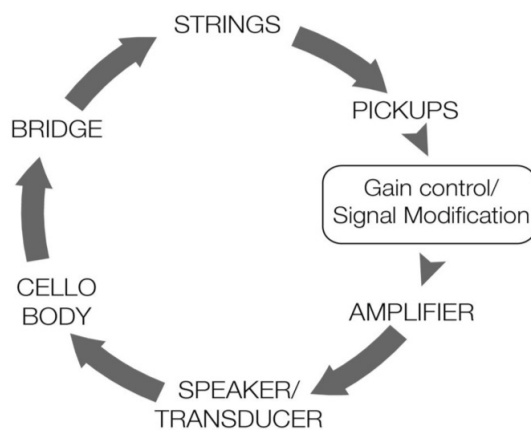 STRINGS
PICKUPS
Gain control/
Signal Modification
AMPLIFIER
SPEAKER/
TRANSDUCER
CELLO
BODY
BRIDGE